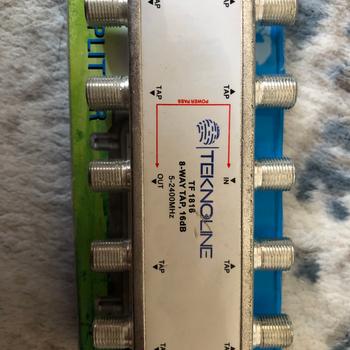 SPLIT
TAP
TAP
TAP
TAP
POWER PASS
TEKNOLINE
TF 1816
8-WAY TAP, 16dB
5-2400MHz
IN
OUT
TAP
TAP
TAP
TAP